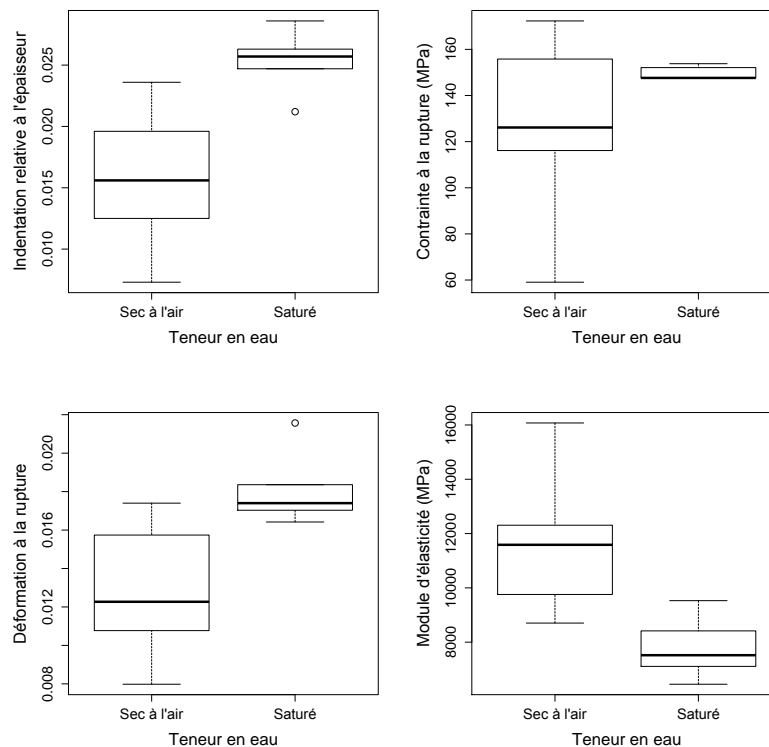 Indentation relative à l'épaisseur
0.025
0.020
0.015
0.010
Sec à l'air
Saturé
Teneur en eau
Contrainte à la rupture (MPa)
160
140
120
100
80
60
Sec à l'air
Saturé
Teneur en eau
Déformation à la rupture
0.020
0.016
0.012
0.008
Sec à l'air
Saturé
Teneur en eau
Module d'élasticité (MPa)
16000
14000
12000
10000
8000
Sec à l'air
Saturé
Teneur en eau